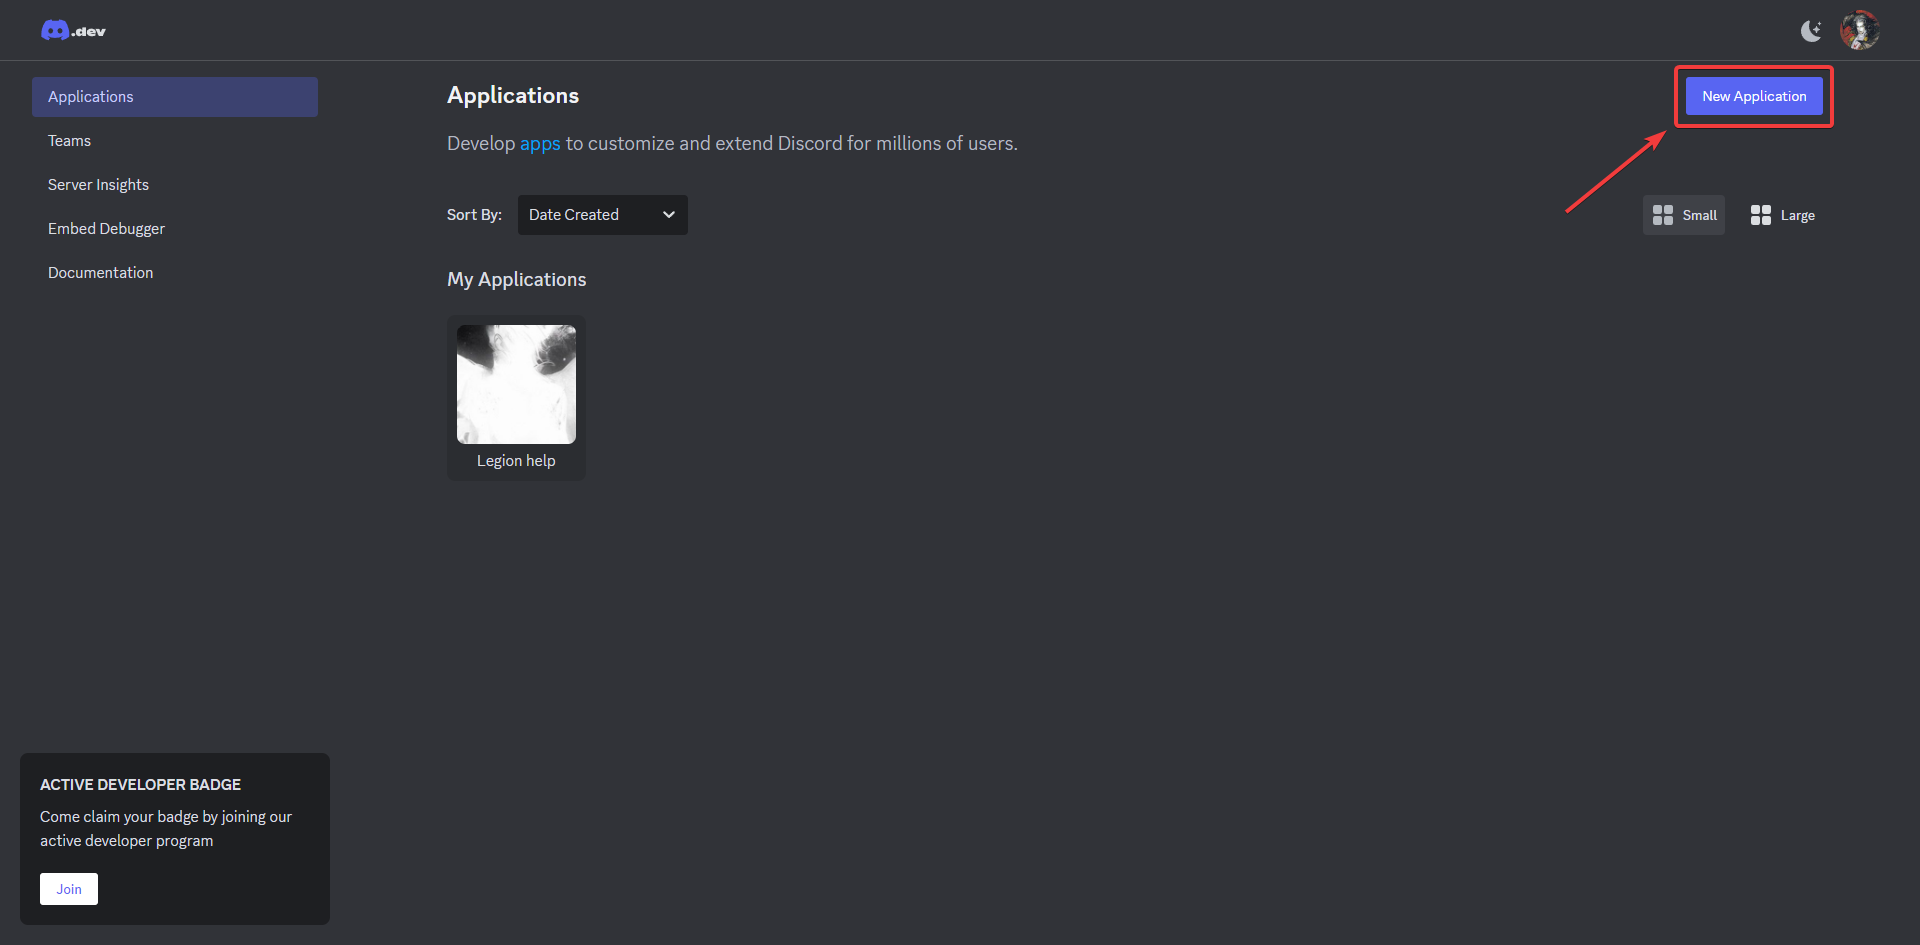 .dev
Applications
Teams
Server Insights
Embed Debugger
Documentation
Applications
New Application
Develop apps to customize and extend Discord for millions of users.
Sort By:
Date Created
Small
Large
My Applications
Legion help
ACTIVE DEVELOPER BADGE
Come claim your badge by joining our
active developer program
Join